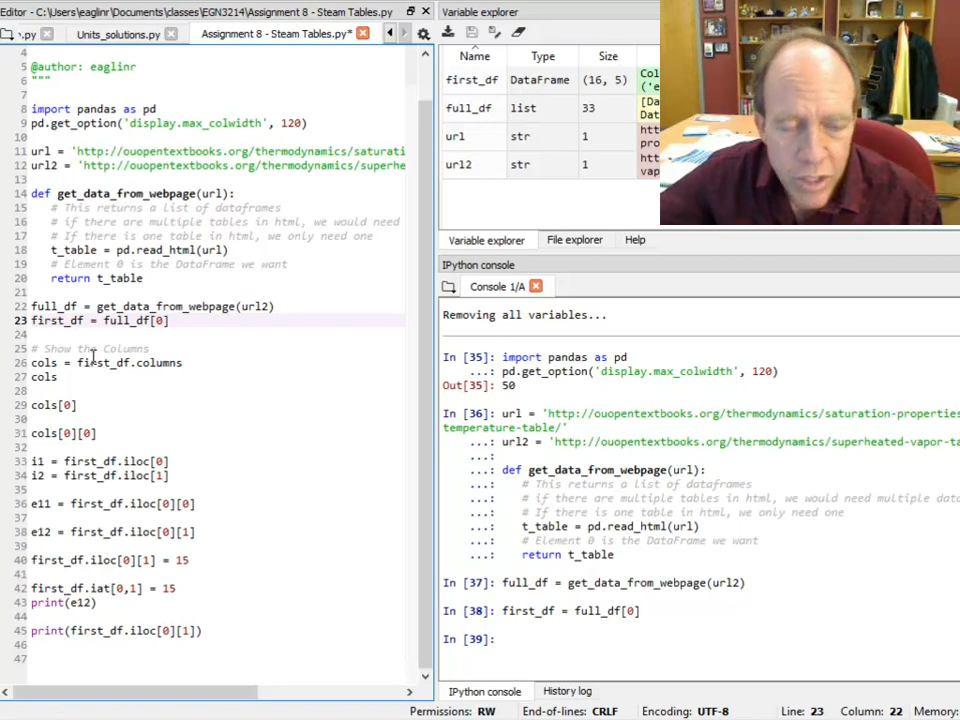 Editor - C:\Users\eaglinr\Documents\classes\EGN3214\Assignment 8 - Steam Tables.py
.py
Units_solutions.py
Assignment 8 - Steam Tables.py*
4
5 @author: eaglinr
6 """
7
8 import pandas as pd
9 pd.get_option('display.max_colwidth', 120)
10
11 url = 'http://ouopentextbooks.org/thermodynamics/saturati
12 url2 = 'http://ouopentextbooks.org/thermodynamics/superhe
13
14 def get_data_from_webpage(url):
15 # This returns a list of dataframes
16 # if there are multiple tables in html, we would need
17 # If there is one table in html, we only need one
18 t_table = pd.read_html(url)
19 # Element 0 is the DataFrame we want
20 return t_table
21
22 full_df = get_data_from_webpage(url2)
23 first_df = full_df[0]
24
25 # Show the Columns
26 cols = first_df.columns
27 cols
28
29 cols[0]
30
31 cols[0][0]
32
33 i1 = first_df.iloc[0]
34 i2 = first_df.iloc[1]
35
36 e11 = first_df.iloc[0][0]
37
38 e12 = first_df.iloc[0][1]
39
40 first_df.iloc[0][1] = 15
41
42 first_df.iat[0,1] = 15
43 print(e12)
44
45 print(first_df.iloc[0][1])
46
47
Variable explorer
Name Type Size
first_df DataFrame (16, 5) Col ('e
full_df list 33 [Da Dat
url str 1 htt pro
url2 str 1 htt vap
Variable explorer File explorer Help
IPython console
Console 1/A
Removing all variables...
In [35]: import pandas as pd
...: pd.get_option('display.max_colwidth', 120)
Out[35]: 50
In [36]: url = 'http://ouopentextbooks.org/thermodynamics/saturation-properties
temperature-table/'
...: url2 = 'http://ouopentextbooks.org/thermodynamics/superheated-vapor-ta
...:
...: def get_data_from_webpage(url):
...: # This returns a list of dataframes
...: # if there are multiple tables in html, we would need multiple data
...: # If there is one table in html, we only need one
...: t_table = pd.read_html(url)
...: # Element 0 is the DataFrame we want
...: return t_table
In [37]: full_df = get_data_from_webpage(url2)
In [38]: first_df = full_df[0]
In [39]:
IPython console History log
Permissions: RW End-of-lines: CRLF Encoding: UTF-8 Line: 23 Column: 22 Memory: